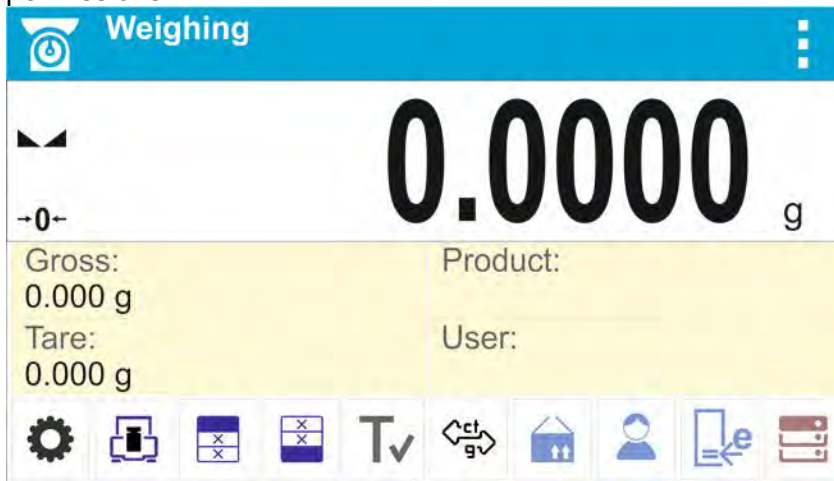 Weighing
0.0000 g
→0←
Gross:
0.000 g
Product:
Tare:
0.000 g
User:
x
x
x
x
T
ct
g
e